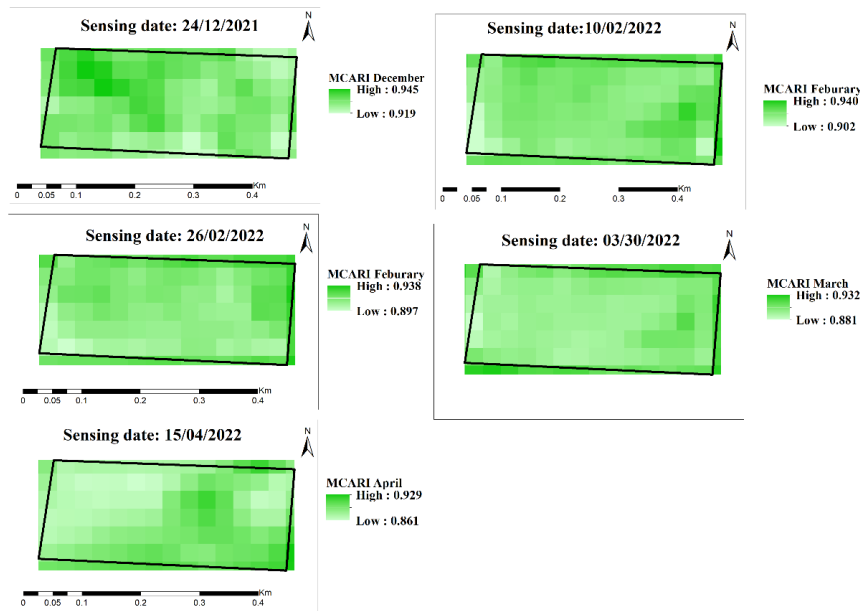 Sensing date: 24/12/2021
N
MCARI December
High : 0.945
Low : 0.919
Km
0 0.05 0.1 0.2 0.3 0.4
Sensing date:10/02/2022
N
MCARI Feburary
High : 0.940
Low : 0.902
Km
0 0.05 0.1 0.2 0.3 0.4
Sensing date: 26/02/2022
N
MCARI Feburary
High : 0.938
Low : 0.897
Km
0 0.05 0.1 0.2 0.3 0.4
Sensing date: 03/30/2022
N
MCARI March
High : 0.932
Low : 0.881
Sensing date: 15/04/2022
N
MCARI April
High : 0.929
Low : 0.861
Km
0 0.05 0.1 0.2 0.3 0.4